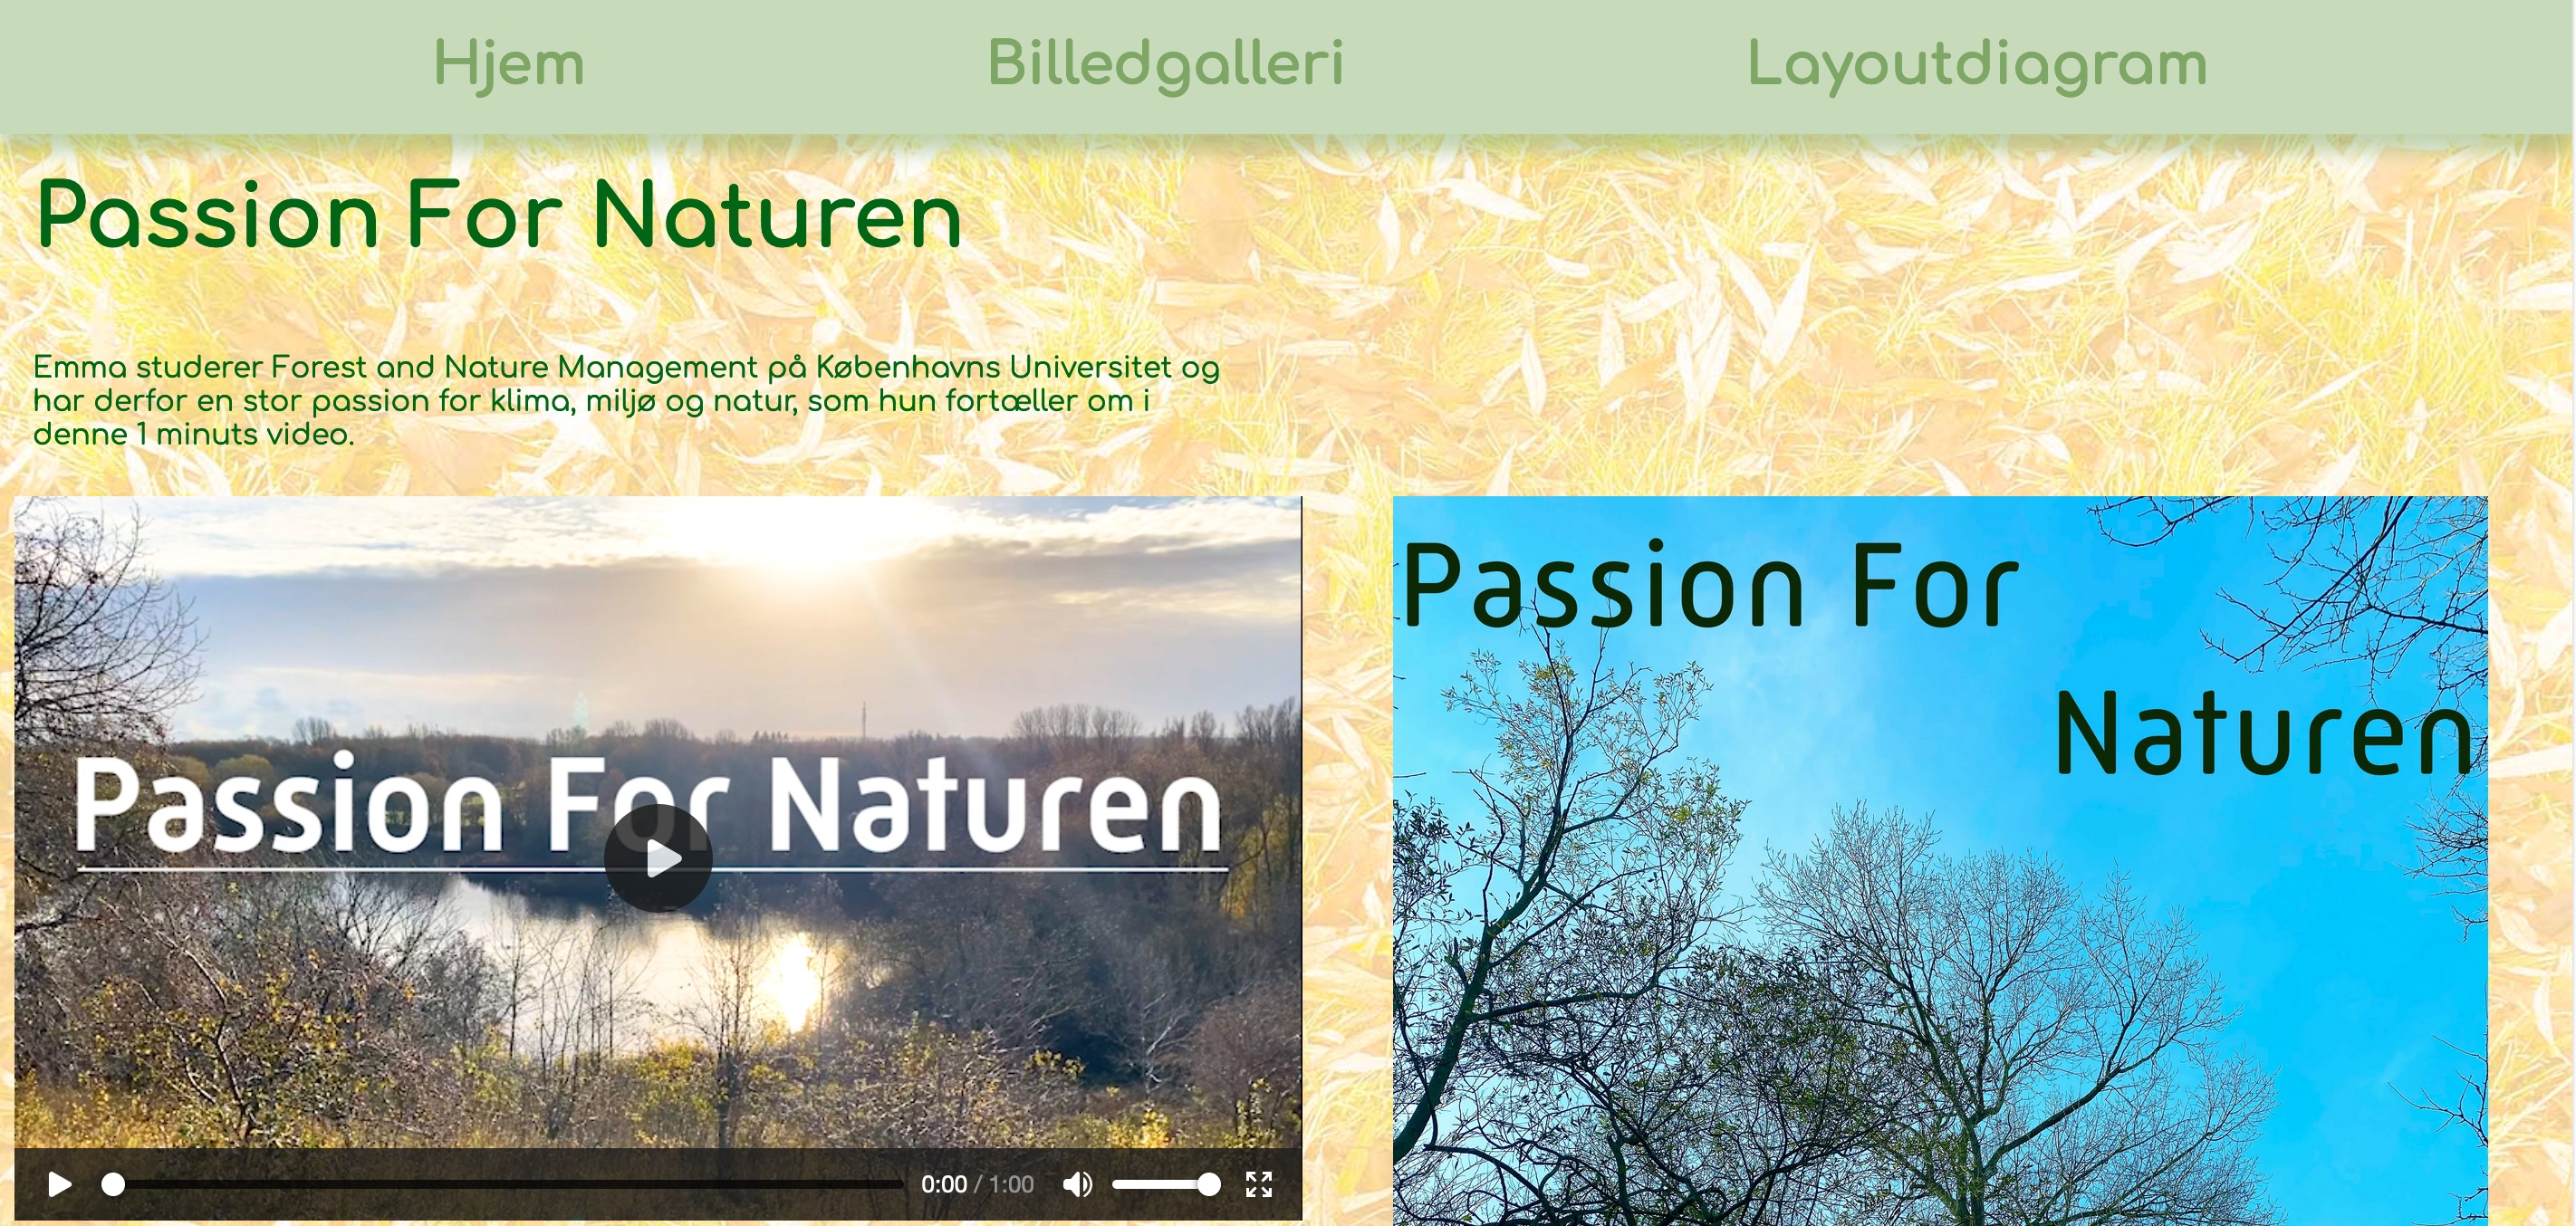 Hjem Billedgalleri Layoutdiagram
Passion For Naturen
Emma studerer Forest and Nature Management på Københavns Universitet og
har derfor en stor passion for klima, miljø og natur, som hun fortæller om i
denne 1 minuts video.
Passion For Naturen
0:00 / 1:00
Passion For
Naturen